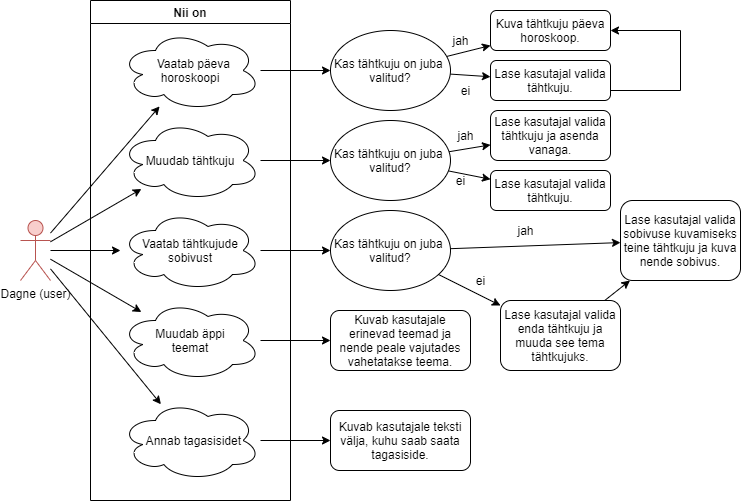 Nii on
Dagne (user)
Vaatab päeva
horoskoopi
Kas tähtkuju on juba
valitud?
jah
ei
Kuva tähtkuju päeva
horoskoop.
Lase kasutajal valida
tähtkuju.
Muudab tähtkuju
Kas tähtkuju on juba
valitud?
jah
ei
Lase kasutajal valida
tähtkuju ja asenda
vanaga.
Lase kasutajal valida
tähtkuju.
Vaatab tähtkujude
sobivust
Kas tähtkuju on juba
valitud?
jah
ei
Lase kasutajal valida
sobivuse kuvamiseks
teine tähtkuju ja kuva
nende sobivus.
Lase kasutajal valida
enda tähtkuju ja
muuda see tema
tähtkujuks.
Muudab äppi
teemat
Kuvab kasutajale
erinevad teemad ja
nende peale vajutades
vahetatakse teema.
Annab tagasisidet
Kuvab kasutajale teksti
välja, kuhu saab saata
tagasiside.